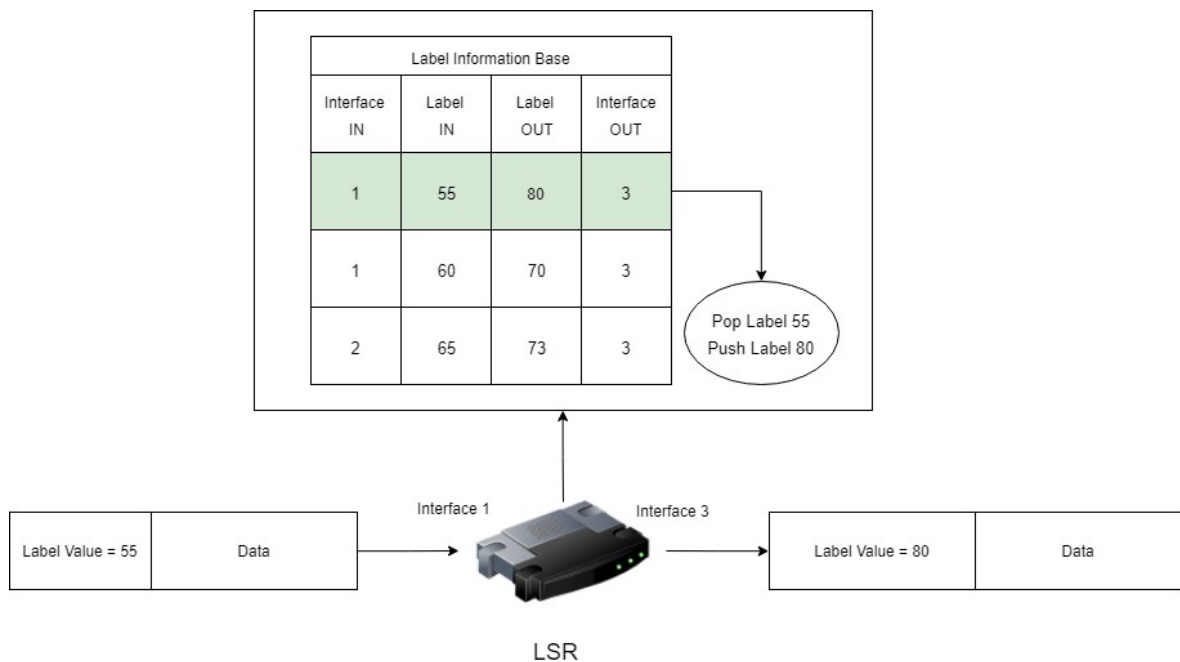 Label Information Base
Interface IN
Label IN
Label OUT
Interface OUT
1 55 80 3
1 60 70 3
2 65 73 3
Pop Label 55
Push Label 80
Interface 1
Interface 3
Label Value = 55
Data
Label Value = 80
Data
LSR